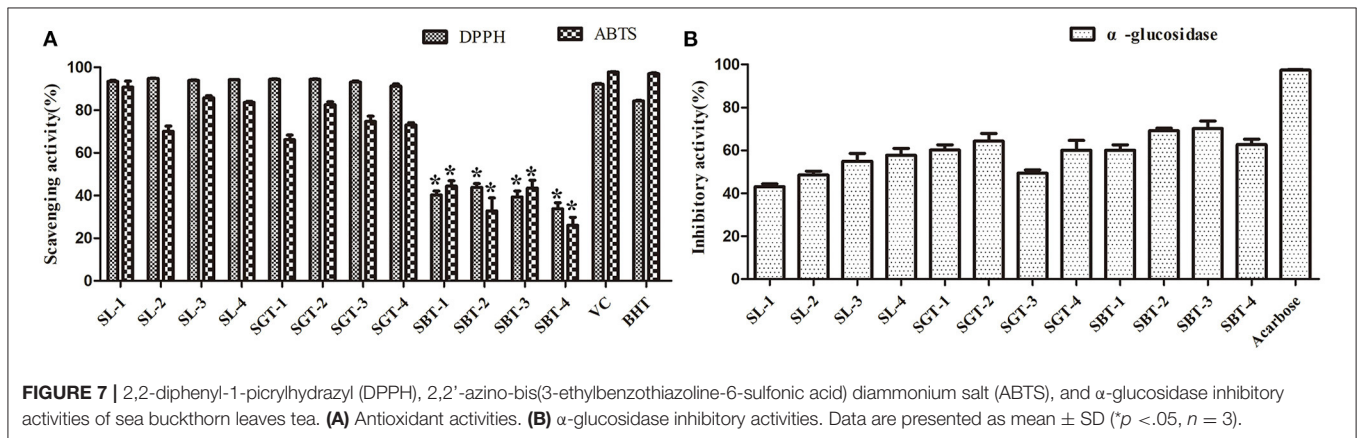 A
DPPH
ABTS
Scavenging activity(%)
100
80
60
40
20
0
* * * * * * * *
SL-1
SL-2
SL-3
SL-4
SGT-1
SGT-2
SGT-3
SGT-4
SBT-1
SBT-2
SBT-3
SBT-4
VC
BHT
B
α -glucosidase
Inhibitory activity(%)
100
80
60
40
20
0
SL-1
SL-2
SL-3
SL-4
SGT-1
SGT-2
SGT-3
SGT-4
SBT-1
SBT-2
SBT-3
SBT-4
Acarbose
FIGURE 7 | 2,2-diphenyl-1-picrylhydrazyl (DPPH), 2,2'-azino-bis(3-ethylbenzothiazoline-6-sulfonic acid) diammonium salt (ABTS), and α-glucosidase inhibitory
activities of sea buckthorn leaves tea. (A) Antioxidant activities. (B) α-glucosidase inhibitory activities. Data are presented as mean ± SD (*p <.05, n = 3).